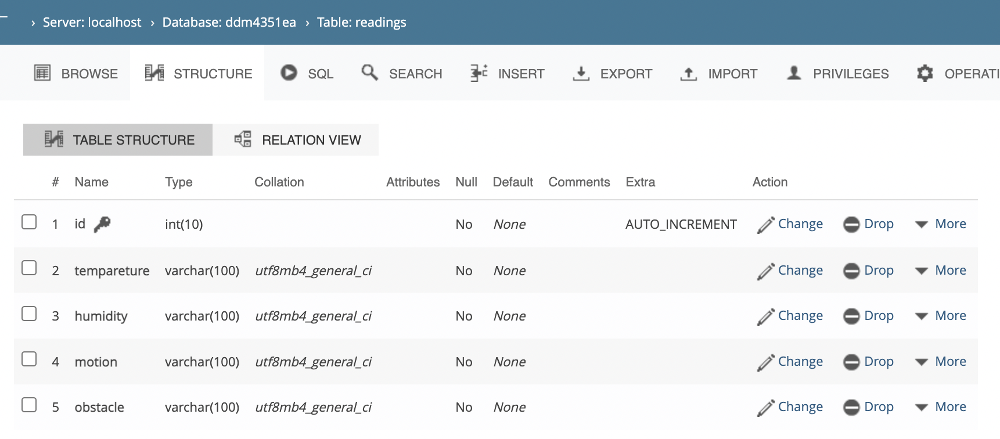 › Server: localhost › Database: ddm4351ea › Table: readings
BROWSE STRUCTURE SQL SEARCH INSERT EXPORT IMPORT PRIVILEGES OPERATI
TABLE STRUCTURE RELATION VIEW
# Name Type Collation Attributes Null Default Comments Extra Action
1 id int(10) No None AUTO_INCREMENT Change Drop More
2 tempareture varchar(100) utf8mb4_general_ci No None Change Drop More
3 humidity varchar(100) utf8mb4_general_ci No None Change Drop More
4 motion varchar(100) utf8mb4_general_ci No None Change Drop More
5 obstacle varchar(100) utf8mb4_general_ci No None Change Drop More